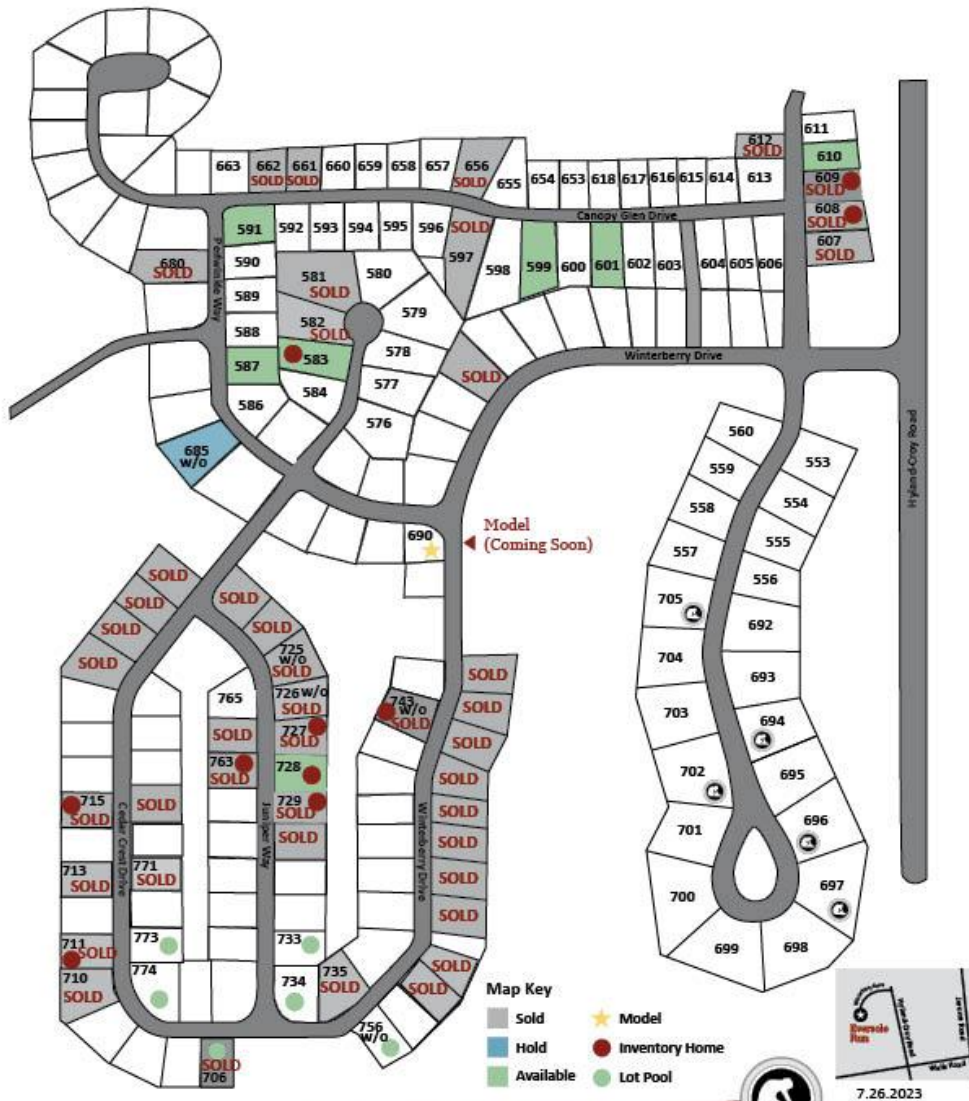 611
612
SOLD
610
609
SOLD
608
SOLD
607
SOLD
663
662
SOLD
661
SOLD
660
659
658
657
656
SOLD
655
654
653
618
617
616
615
614
613
Canopy Glen Drive
591
592
593
594
595
596
SOLD
597
598
599
600
601
602
603
604
605
606
590
589
588
587
586
Periwinkle Way
680
SOLD
581
SOLD
582
SOLD
583
584
580
579
578
577
576
SOLD
Winterberry Drive
Hyland-Croy Road
685
w/o
690
Model
(Coming Soon)
560
559
558
557
553
554
555
556
705
704
703
702
701
700
699
698
697
696
695
694
693
692
SOLD
SOLD
SOLD
SOLD
SOLD
SOLD
725
w/o
SOLD
726 w/o
SOLD
727
SOLD
728
729
SOLD
SOLD
765
SOLD
763
SOLD
743
w/o
SOLD
SOLD
SOLD
SOLD
SOLD
SOLD
SOLD
SOLD
SOLD
SOLD
SOLD
715
SOLD
SOLD
713
SOLD
771
SOLD
711
SOLD
710
SOLD
773
774
733
734
735
SOLD
756
w/o
SOLD
706
Cedar Crest Drive
Juniper Way
Winterberry Drive
Map Key
Sold
Hold
Available
Model
Inventory Home
Lot Pool
Eversole
Run
Hyland-Croy Road
Wells Road
7.26.2023